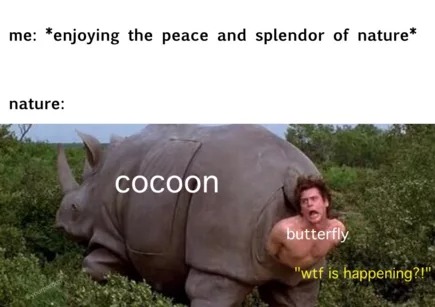 me: *enjoying the peace and splendor of nature*
nature:
cocoon
butterfly
"wtf is happening?!"